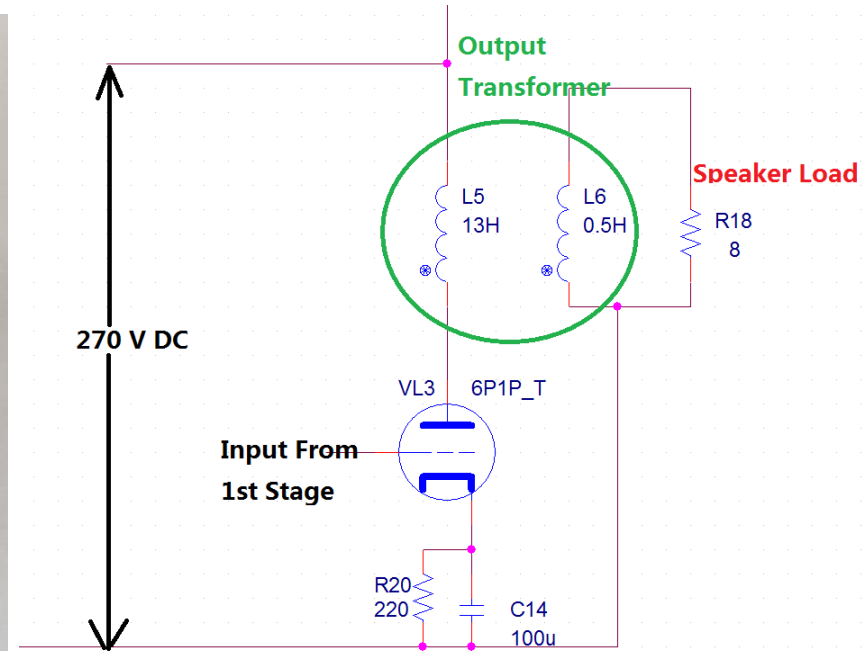 Output
Transformer
Speaker Load
L5
13H
L6
0.5H
R18
8
270 V DC
VL3 6P1P_T
Input From
1st Stage
R20
220
C14
100u